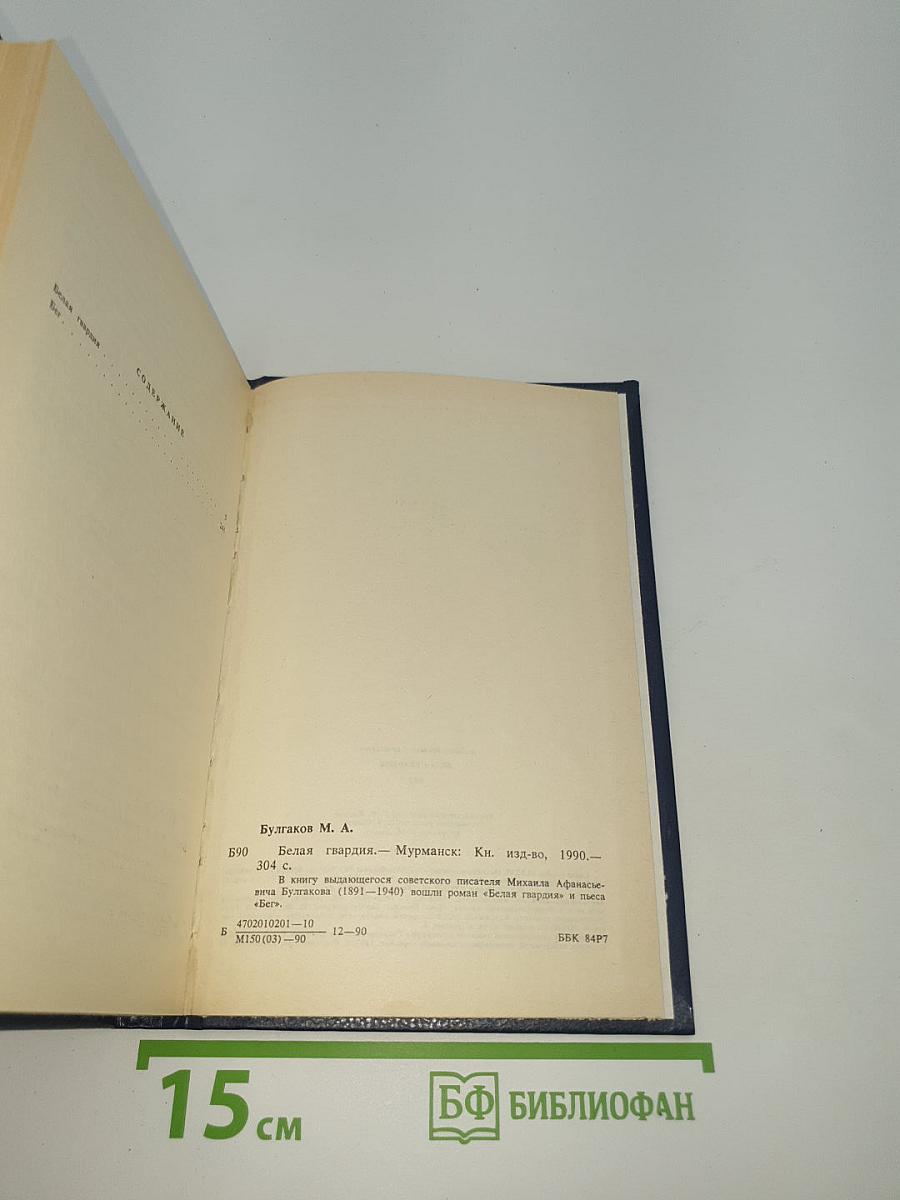 СОДЕРЖАНИЕ
Белая гвардия
Бег
Булгаков М. А.
Б90 Белая гвардия.— Мурманск: Кн. изд-во, 1990.—
304 с.
В книгу выдающегося советского писателя Михаила Афанасье-
вича Булгакова (1891—1940) вошли роман «Белая гвардия» и пьеса
«Бег».
4702010201—10
Б М150(03)—90 12—90 ББК 84Р7
15 см БФ БИБЛИОФАН